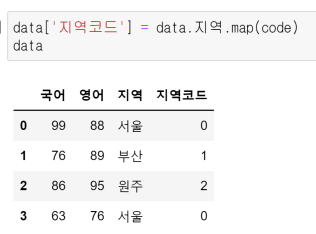 data['지역코드'] = data.지역.map(code)
data
국어 영어 지역 지역코드
0 99 88 서울 0
1 76 89 부산 1
2 86 95 원주 2
3 63 76 서울 0